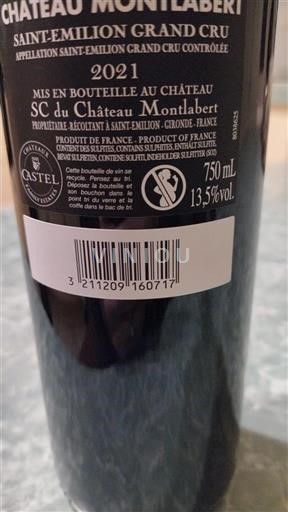 CHÂTEAU MONTLABERT
SAINT-EMILION GRAND CRU
APPELLATION SAINT-EMILION GRAND CRU CONTRÔLÉE
2021
MIS EN BOUTEILLE AU CHÂTEAU
SC du Château Montlabert
PROPRIÉTAIRE-RÉCOLTANT À SAINT-EMILION - GIRONDE - FRANCE
PRODUIT DE FRANCE - PRODUCT OF FRANCE
CONTIENT DES SULFITES, CONTAINS SULPHITES, ENTHÄLT SULFITE,
BEVAT SULFIETEN, CONTIENE SOLFITI, INDEHOLDER SULFITTER (SO2)
8038625
CHÂTEAUX
CASTEL
Cette bouteille de vin se
recycle. Pensez au tri.
Déposez la bouteille et
son bouchon dans le
point tri du verre et la
coiffe dans le bac de tri.
750 mL
13,5%vol.
VINIOU
3 211209 160717